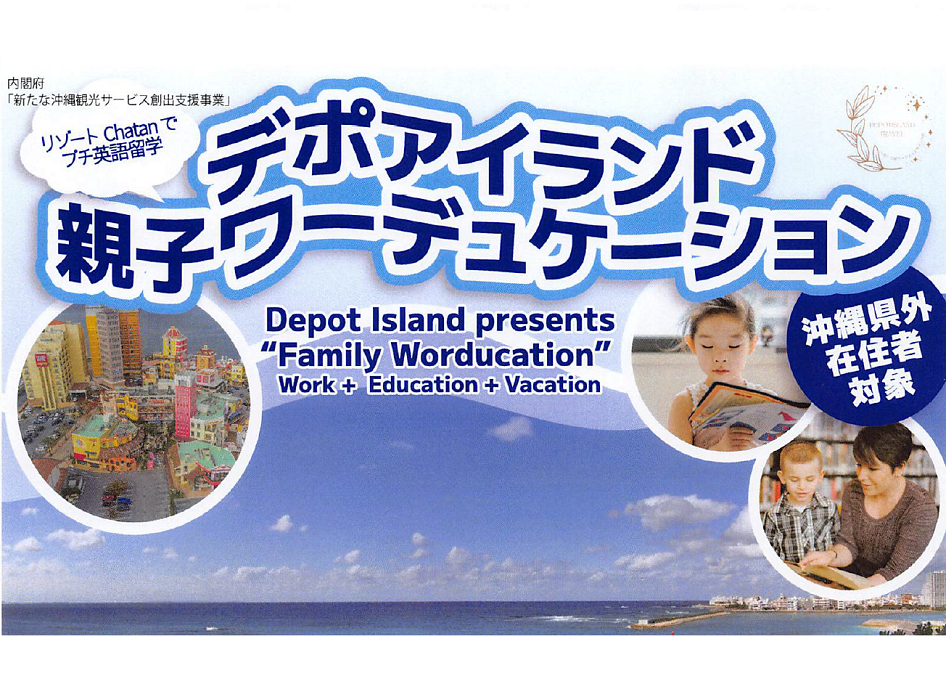 内閣府
「新たな沖縄観光サービス創出支援事業」
リゾート Chatan で
プチ英語留学
デポアイランド
親子ワーデュケーション
Depot Island presents
“Family Worducation”
Work + Education + Vacation
沖縄県外
在住者
対象